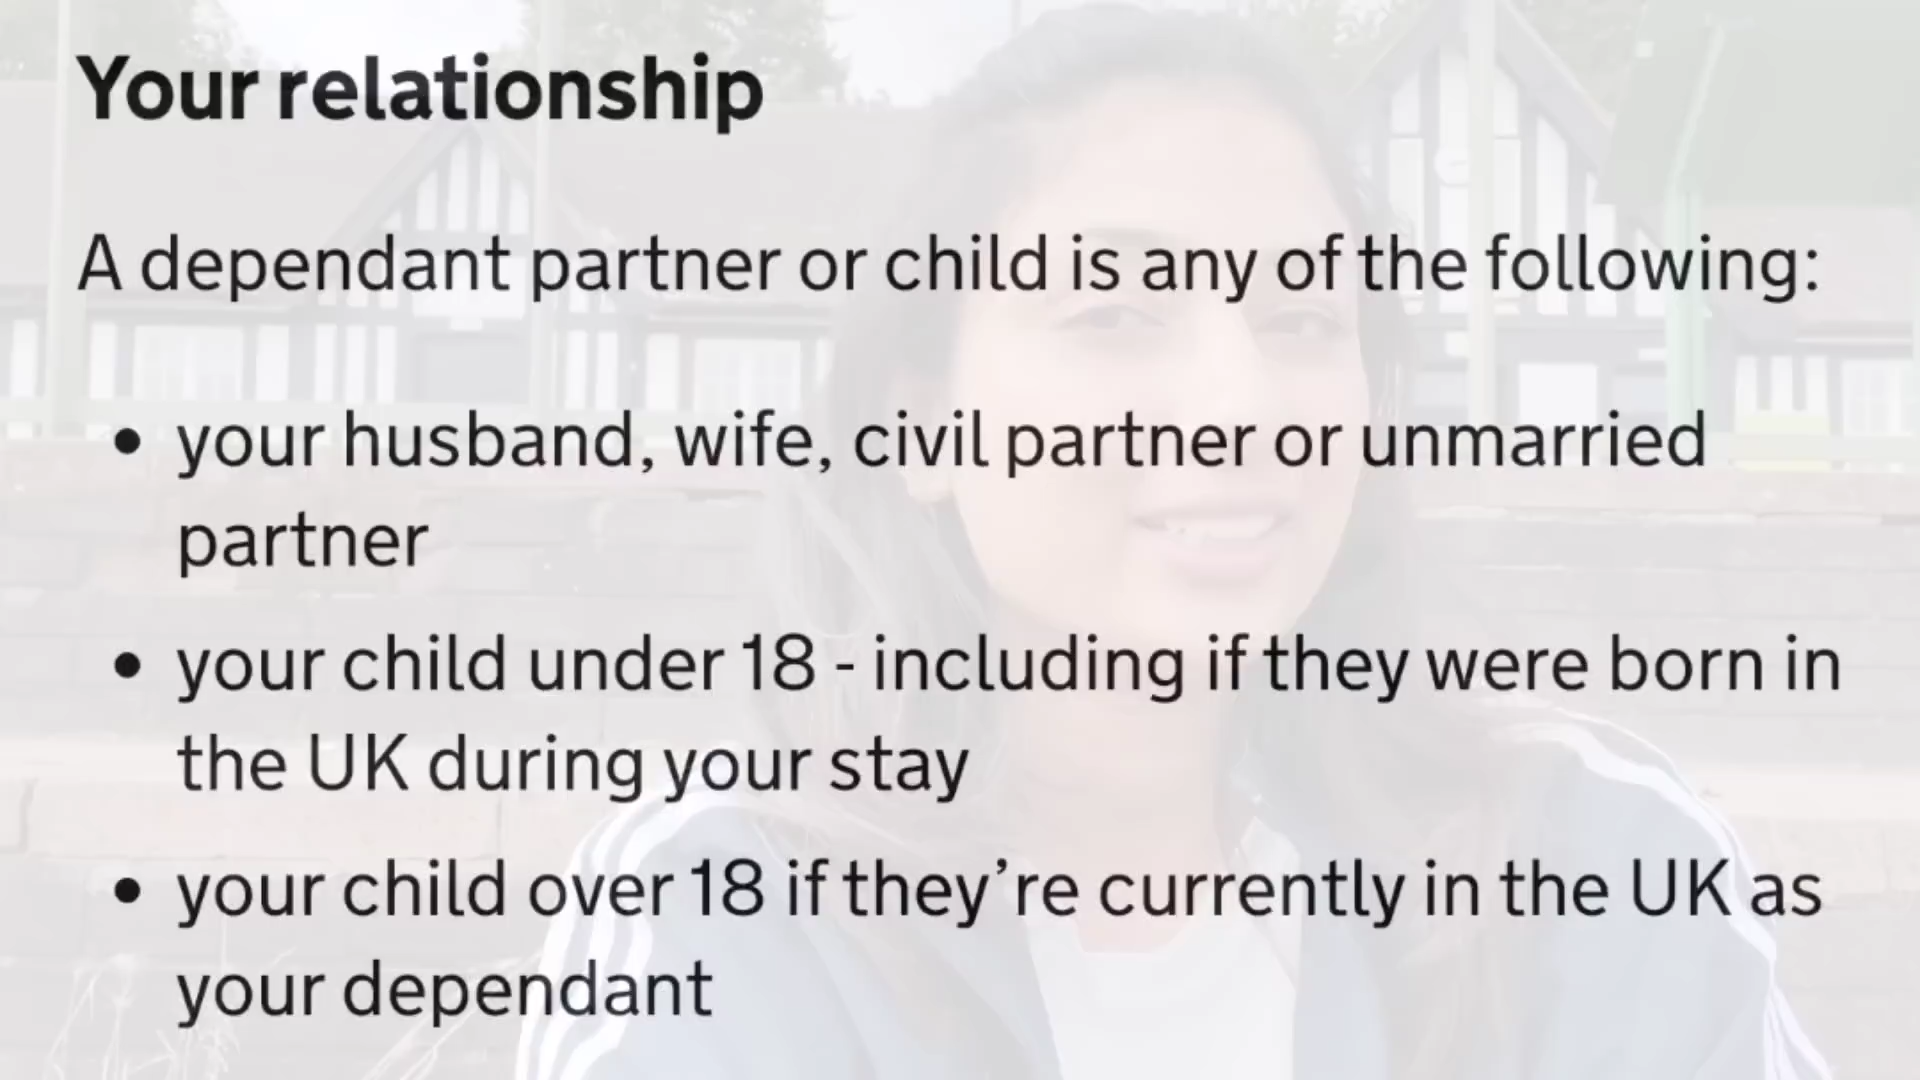 Your relationship
A dependant partner or child is any of the following:
• your husband, wife, civil partner or unmarried
partner
• your child under 18 - including if they were born in
the UK during your stay
• your child over 18 if they’re currently in the UK as
your dependant